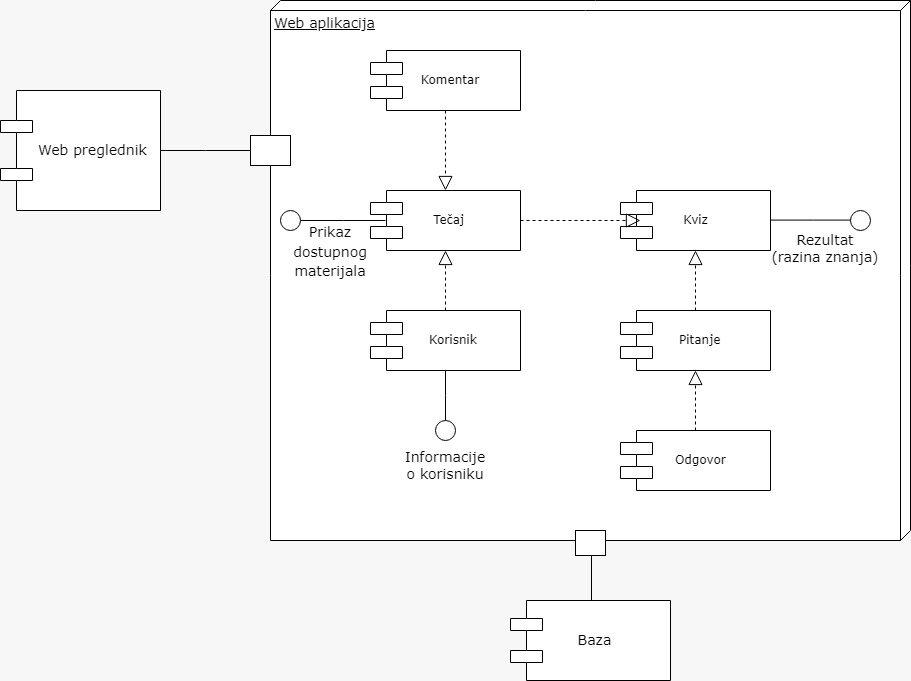 Web aplikacija
Komentar
Web preglednik
Tečaj
Kviz
Prikaz
dostupnog
materijala
Rezultat
(razina znanja)
Korisnik
Pitanje
Informacije
o korisniku
Odgovor
Baza